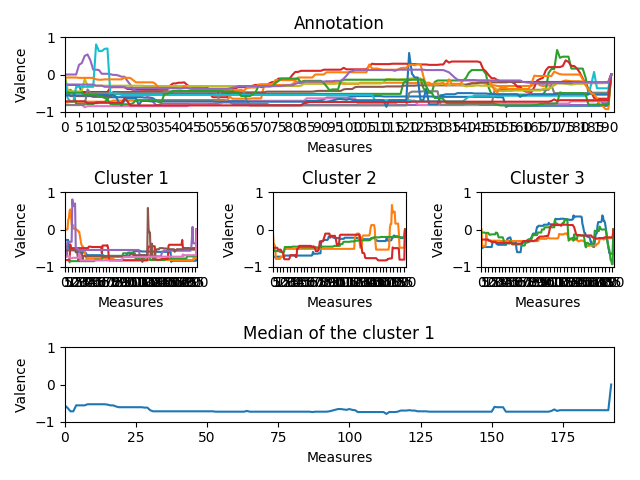 Annotation
Valence
1
0
−1
0 5 10 15 20 25 30 35 40 45 50 55 60 65 70 75 80 85 90 95 100 105 110 115 120 125 130 135 140 145 150 155 160 165 170 175 180 185 190
Measures
Cluster 1 Cluster 2 Cluster 3
Valence Valence Valence
1 1 1
0 0 0
−1 −1 −1
Measures Measures Measures
Median of the cluster 1
Valence
1
0
−1
0 25 50 75 100 125 150 175
Measures